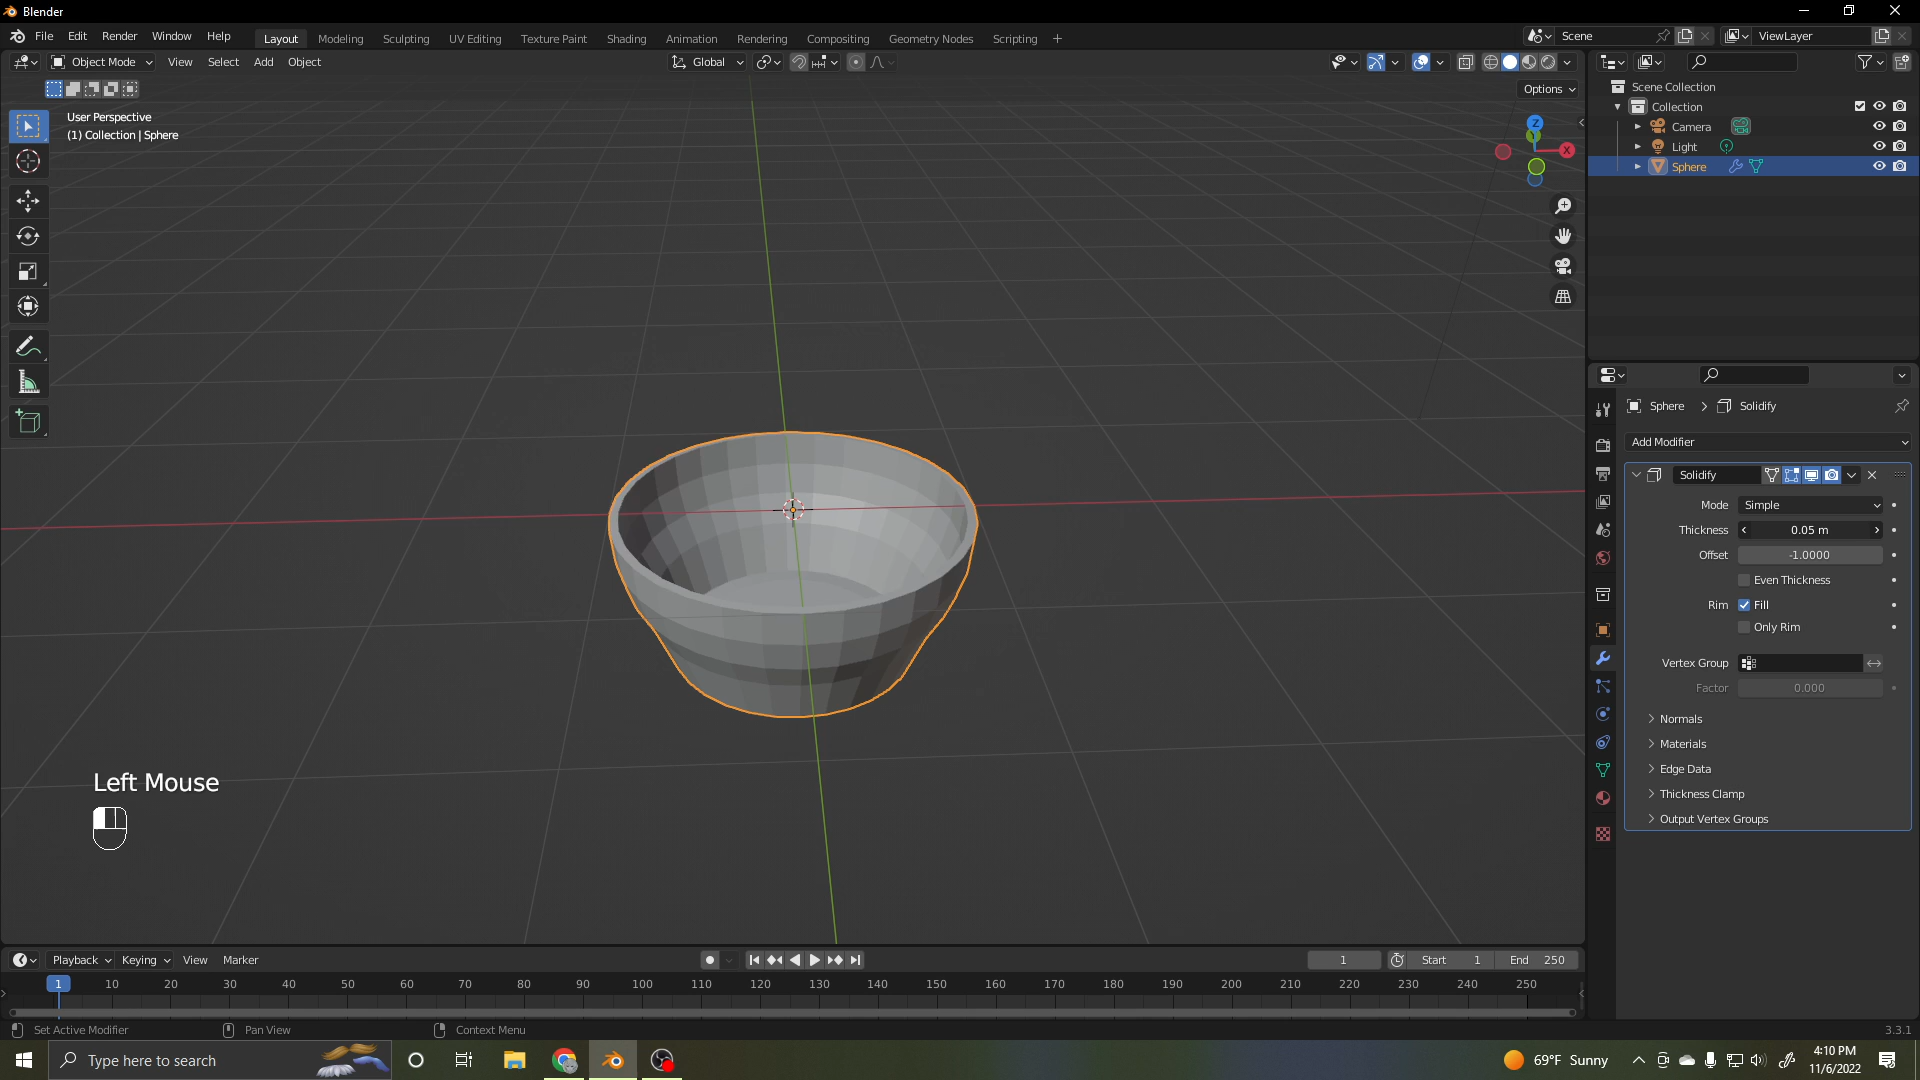 Blender
File Edit Render Window Help Layout Modeling Sculpting UV Editing Texture Paint Shading Animation Rendering Compositing Geometry Nodes Scripting + Scene ViewLayer
Object Mode View Select Add Object Global
Options
User Perspective
(1) Collection | Sphere
Z
Y
X
Scene Collection
Collection
Camera
Light
Sphere
Sphere > Solidify
Add Modifier
Solidify
Mode Simple
Thickness 0.05 m
Offset -1.0000
Even Thickness
Rim Fill
Only Rim
Vertex Group
Factor 0.000
Normals
Materials
Edge Data
Thickness Clamp
Output Vertex Groups
Left Mouse
Playback Keying View Marker 1 Start 1 End 250
1 10 20 30 40 50 60 70 80 90 100 110 120 130 140 150 160 170 180 190 200 210 220 230 240 250
Set Active Modifier Pan View Context Menu 3.3.1
Type here to search 69°F Sunny 4:10 PM
11/6/2022